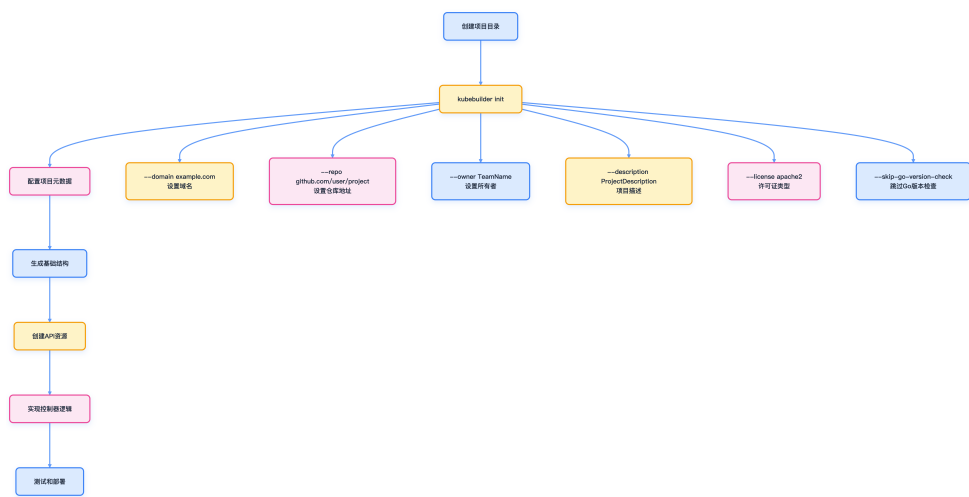 创建项目目录
kubebuilder init
配置项目元数据
--domain example.com
设置域名
--repo
github.com/user/project
设置仓库地址
--owner TeamName
设置所有者
--description
ProjectDescription
项目描述
--license apache2
许可证类型
--skip-go-version-check
跳过Go版本检查
生成基础结构
创建API资源
实现控制器逻辑
测试和部署